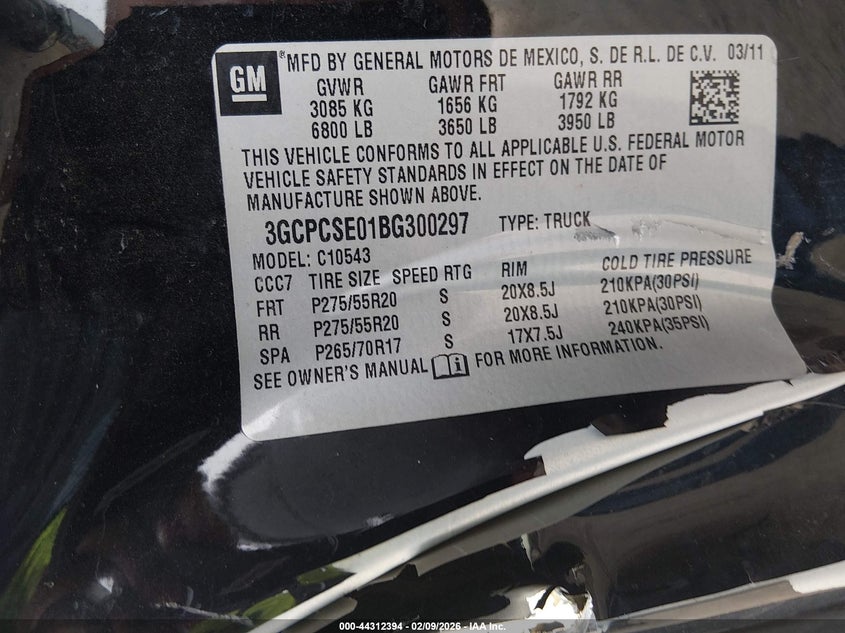 GM ® MFD BY GENERAL MOTORS DE MEXICO, S. DE R.L. DE C.V. 03/11
GVWR GAWR FRT GAWR RR
3085 KG 1656 KG 1792 KG
6800 LB 3650 LB 3950 LB
THIS VEHICLE CONFORMS TO ALL APPLICABLE U.S. FEDERAL MOTOR
VEHICLE SAFETY STANDARDS IN EFFECT ON THE DATE OF
MANUFACTURE SHOWN ABOVE.
3GCPCSE01BG300297 TYPE: TRUCK
MODEL: C10543
CCC7 TIRE SIZE SPEED RTG RIM COLD TIRE PRESSURE
FRT P275/55R20 S 20X8.5J 210KPA(30PSI)
RR P275/55R20 S 20X8.5J 210KPA(30PSI)
SPA P265/70R17 S 17X7.5J 240KPA(35PSI)
SEE OWNER'S MANUAL FOR MORE INFORMATION.
000-44312394 - 02/09/2026 - IAA Inc.